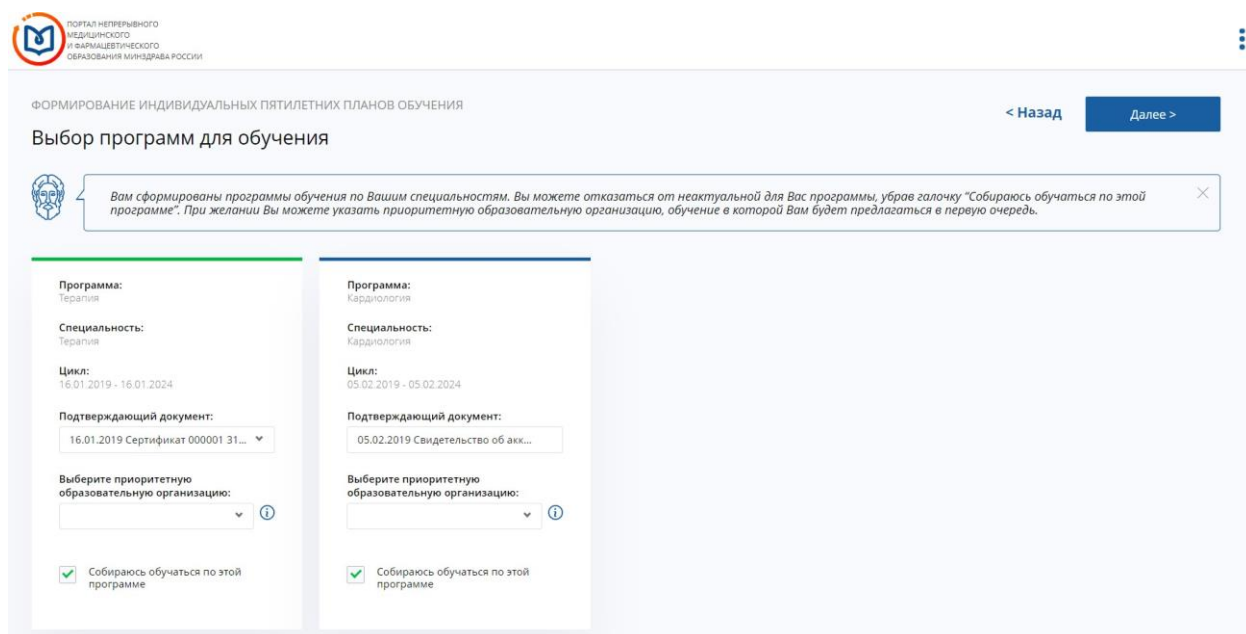 ПОРТАЛ НЕПРЕРЫВНОГО
МЕДИЦИНСКОГО
И ФАРМАЦЕВТИЧЕСКОГО
ОБРАЗОВАНИЯ МИНЗДРАВА РОССИИ
ФОРМИРОВАНИЕ ИНДИВИДУАЛЬНЫХ ПЯТИЛЕТНИХ ПЛАНОВ ОБУЧЕНИЯ
< Назад
Далее >
Выбор программ для обучения
Вам сформированы программы обучения по Вашим специальностям. Вы можете отказаться от неактуальной для Вас программы, убрав галочку "Собираюсь обучаться по этой
программе". При желании Вы можете указать приоритетную образовательную организацию, обучение в которой Вам будет предлагаться в первую очередь.
Программа:
Терапия
Специальность:
Терапия
Цикл:
16.01.2019 - 16.01.2024
Подтверждающий документ:
16.01.2019 Сертификат 000001 31...
Выберите приоритетную
образовательную организацию:
Собираюсь обучаться по этой
программе
Программа:
Кардиология
Специальность:
Кардиология
Цикл:
05.02.2019 - 05.02.2024
Подтверждающий документ:
05.02.2019 Свидетельство об акк...
Выберите приоритетную
образовательную организацию:
Собираюсь обучаться по этой
программе